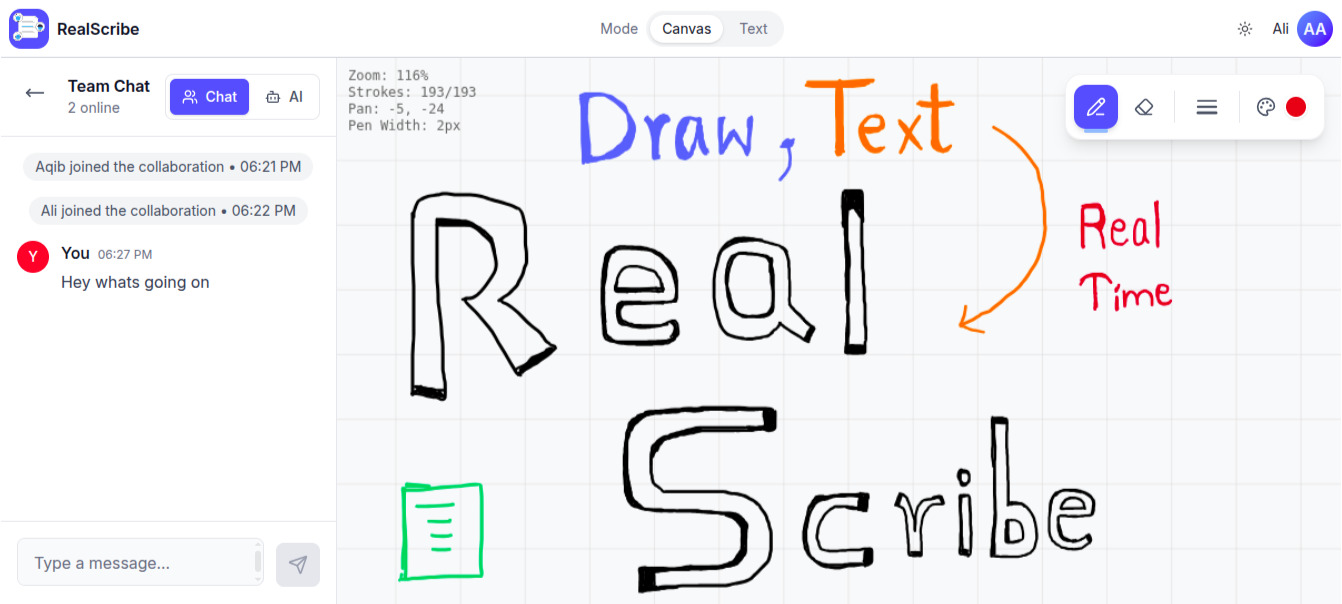 RealScribe
Mode Canvas Text
Ali AA
Team Chat
2 online
Chat AI
Aqib joined the collaboration • 06:21 PM
Ali joined the collaboration • 06:22 PM
Y You 06:27 PM
Hey whats going on
Type a message...
Zoom: 116%
Strokes: 193/193
Pan: -5, -24
Pen Width: 2px
Draw, Text
Real
Time
Real
Scribe